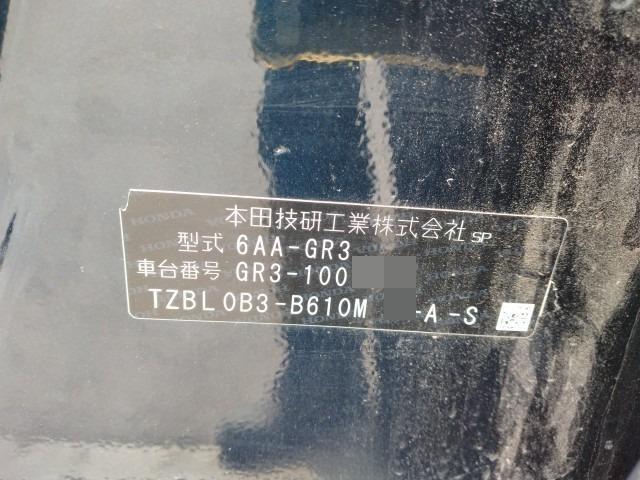 本田技研工業株式会社 SP
型式 6AA-GR3
車台番号 GR3-100
TZBL0B3-B610M -A-S